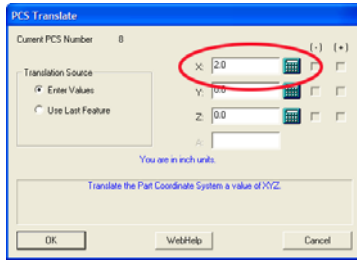 PCS Translate
Current PCS Number 8
(-) (+)
X: 2.0
Translation Source
Enter Values
Y: 0.0
Use Last Feature
Z: 0.0
A:
You are in inch units.
Translate the Part Coordinate System a value of XYZ.
OK WebHelp Cancel